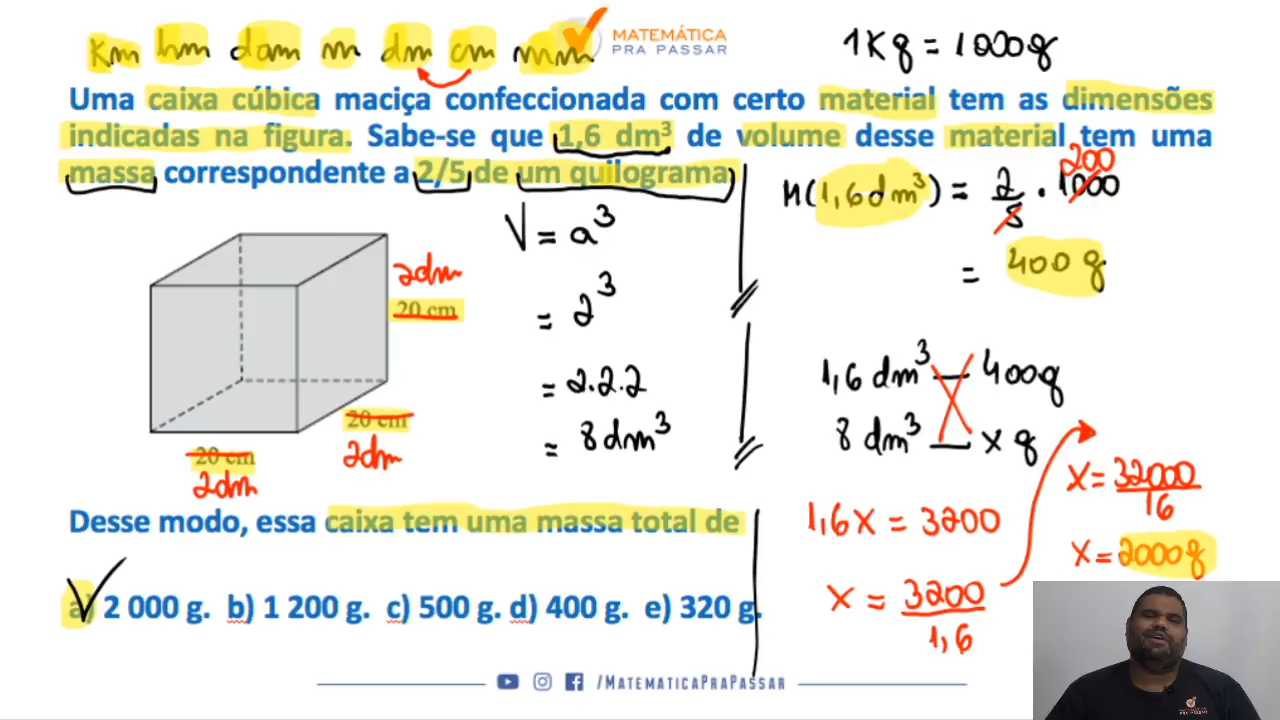 Km hm dam m dm cm mm
MATEMÁTICA
PRA PASSAR
1Kg = 1000g
Uma caixa cúbica maciça confeccionada com certo material tem as dimensões
indicadas na figura. Sabe-se que 1,6 dm³ de volume desse material tem uma
massa correspondente a 2/5 de um quilograma
M(1,6dm³) = 2/5 . 1000 200
= 400 g
V = a³
= 2³
= 2.2.2
= 8dm³
2dm
20 cm
20 cm
2dm
20 cm
2dm
1,6 dm³ — 400g
8 dm³ — x g
1,6x = 3200
x = 3200/1,6
x = 32000/16
x = 2000g
Desse modo, essa caixa tem uma massa total de
a) 2 000 g. b) 1 200 g. c) 500 g. d) 400 g. e) 320 g.
/MatematicaPraPassar